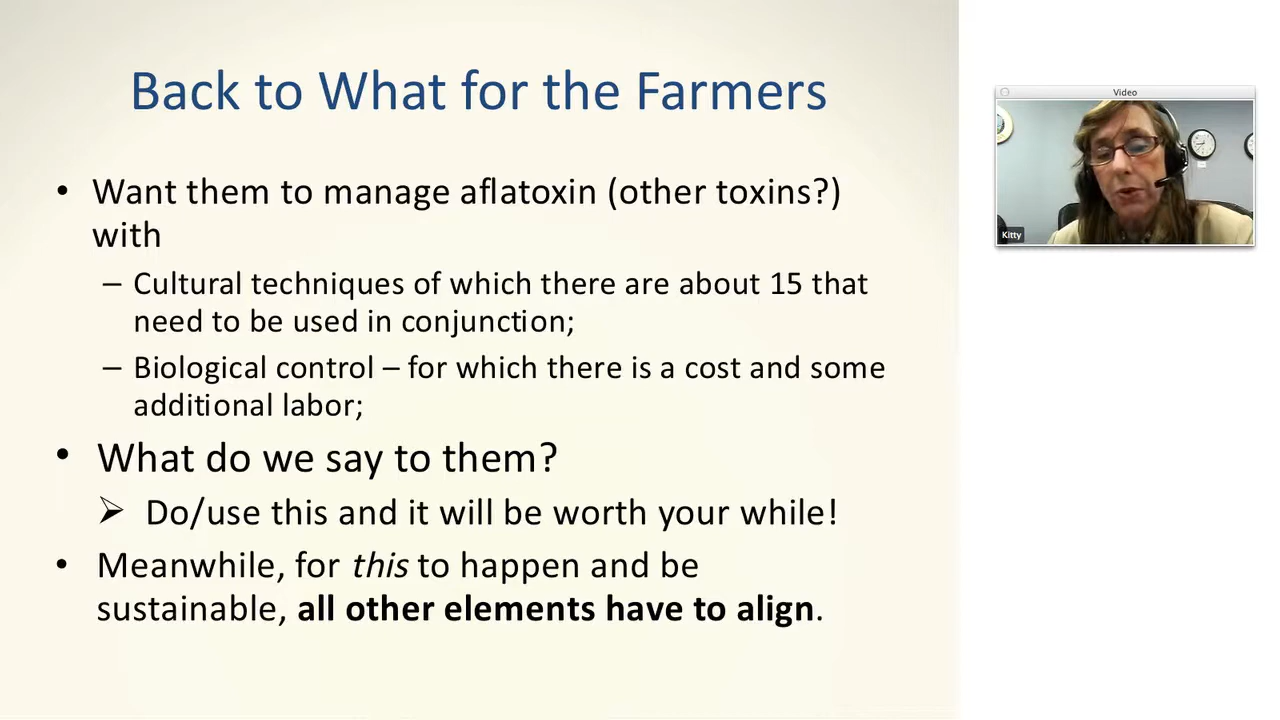 Back to What for the Farmers
• Want them to manage aflatoxin (other toxins?)
with
– Cultural techniques of which there are about 15 that
need to be used in conjunction;
– Biological control – for which there is a cost and some
additional labor;
• What do we say to them?
➢ Do/use this and it will be worth your while!
• Meanwhile, for this to happen and be
sustainable, all other elements have to align.
Video
Kitty